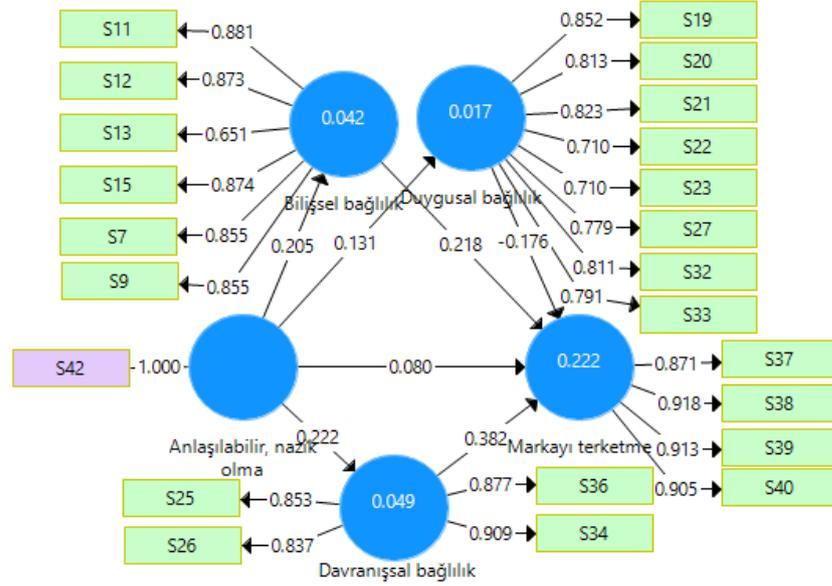 S11
0.881
S12
0.873
S13
0.651
S15
0.874
S7
0.855
S9
0.855
0.042
Bilişsel bağlılık
0.017
Duygusal bağlılık
0.852
S19
0.813
S20
0.823
S21
0.710
S22
0.710
S23
0.779
S27
0.811
S32
0.791
S33
0.205
0.131
0.218
-0.176
S42
1.000
0.080
0.222
Anlaşılabilir, nazik
olma
0.222
0.382
Markayı terketme
0.871
S37
0.918
S38
0.913
S39
0.905
S40
S25
0.853
S26
0.837
0.049
0.877
S36
0.909
S34
Davranışsal bağlılık